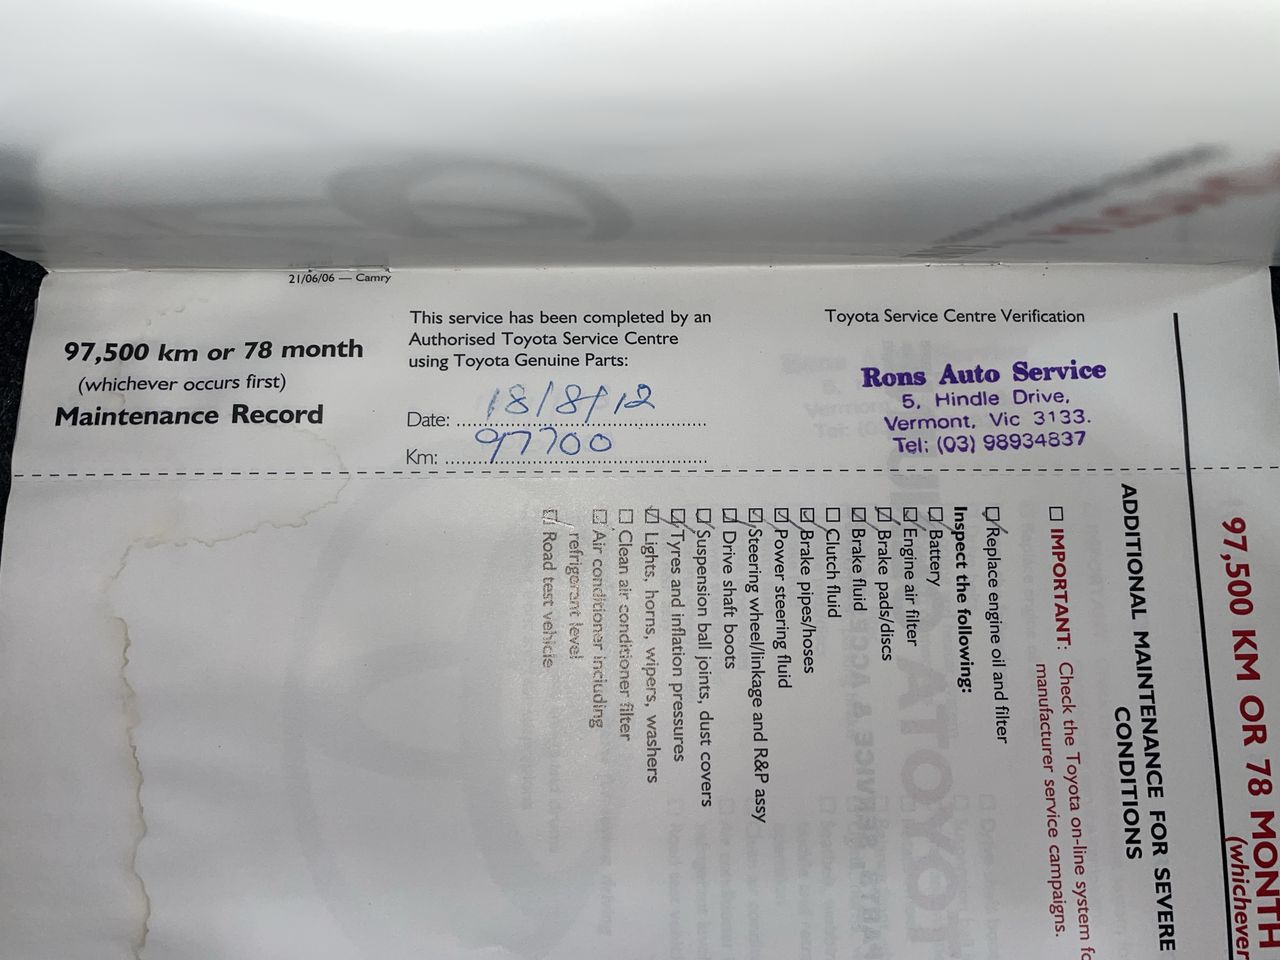 21/06/06 — Camry
97,500 km or 78 month
(whichever occurs first)
Maintenance Record
This service has been completed by an
Authorised Toyota Service Centre
using Toyota Genuine Parts:
Date: 18/8/12
Km: 97700
Toyota Service Centre Verification
Rons Auto Service
5, Hindle Drive,
Vermont, Vic 3133.
Tel: (03) 98934837
97,500 KM OR 78 MONTH
(whichever
ADDITIONAL MAINTENANCE FOR SEVERE
CONDITIONS
IMPORTANT: Check the Toyota on-line system fo
manufacturer service campaigns.
Replace engine oil and filter
Inspect the following:
Battery
Engine air filter
Brake pads/discs
Brake fluid
Clutch fluid
Brake pipes/hoses
Power steering fluid
Steering wheel/linkage and R&P assy
Drive shaft boots
Suspension ball joints, dust covers
Tyres and inflation pressures
Lights, horns, wipers, washers
Clean air conditioner filter
Air conditioner including
refrigerant level
Road test vehicle